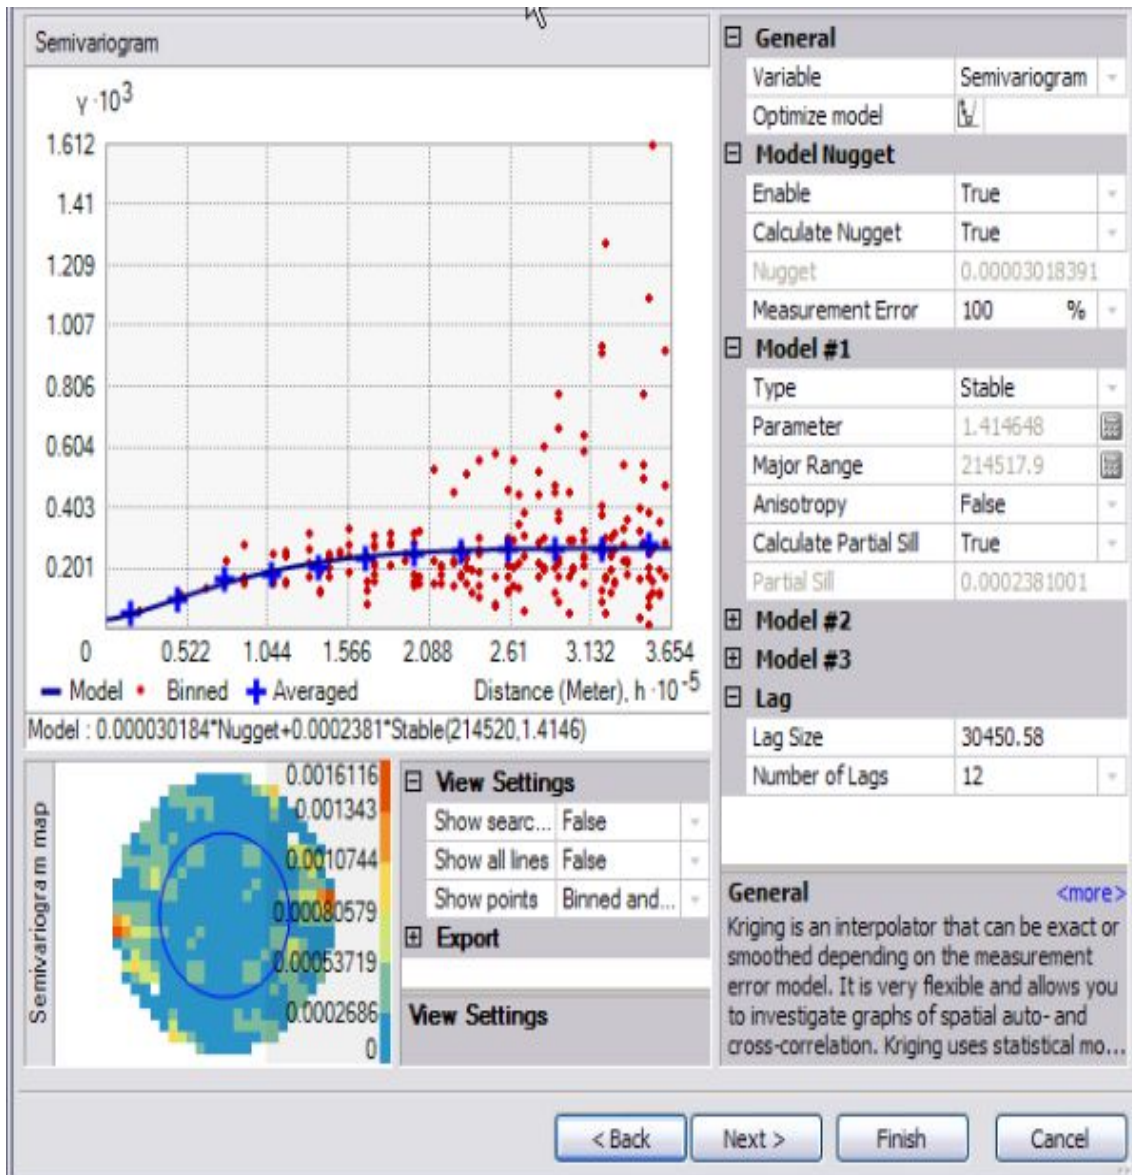 Semivariogram
γ ·10³
1.612
1.41
1.209
1.007
0.806
0.604
0.403
0.201
0 0.522 1.044 1.566 2.088 2.61 3.132 3.654
Model Binned Averaged Distance (Meter), h ·10⁻⁵
Model : 0.000030184*Nugget+0.0002381*Stable(214520,1.4146)
Semivariogram map
0.0016116
0.001343
0.0010744
0.00080579
0.00053719
0.0002686
0
View Settings
Show searc... False
Show all lines False
Show points Binned and...
Export
View Settings
General
Variable Semivariogram
Optimize model
Model Nugget
Enable True
Calculate Nugget True
Nugget 0.00003018391
Measurement Error 100 %
Model #1
Type Stable
Parameter 1.414648
Major Range 214517.9
Anisotropy False
Calculate Partial Sill True
Partial Sill 0.0002381001
Model #2
Model #3
Lag
Lag Size 30450.58
Number of Lags 12
General <more>
Kriging is an interpolator that can be exact or
smoothed depending on the measurement
error model. It is very flexible and allows you
to investigate graphs of spatial auto- and
cross-correlation. Kriging uses statistical mo...
< Back Next > Finish Cancel